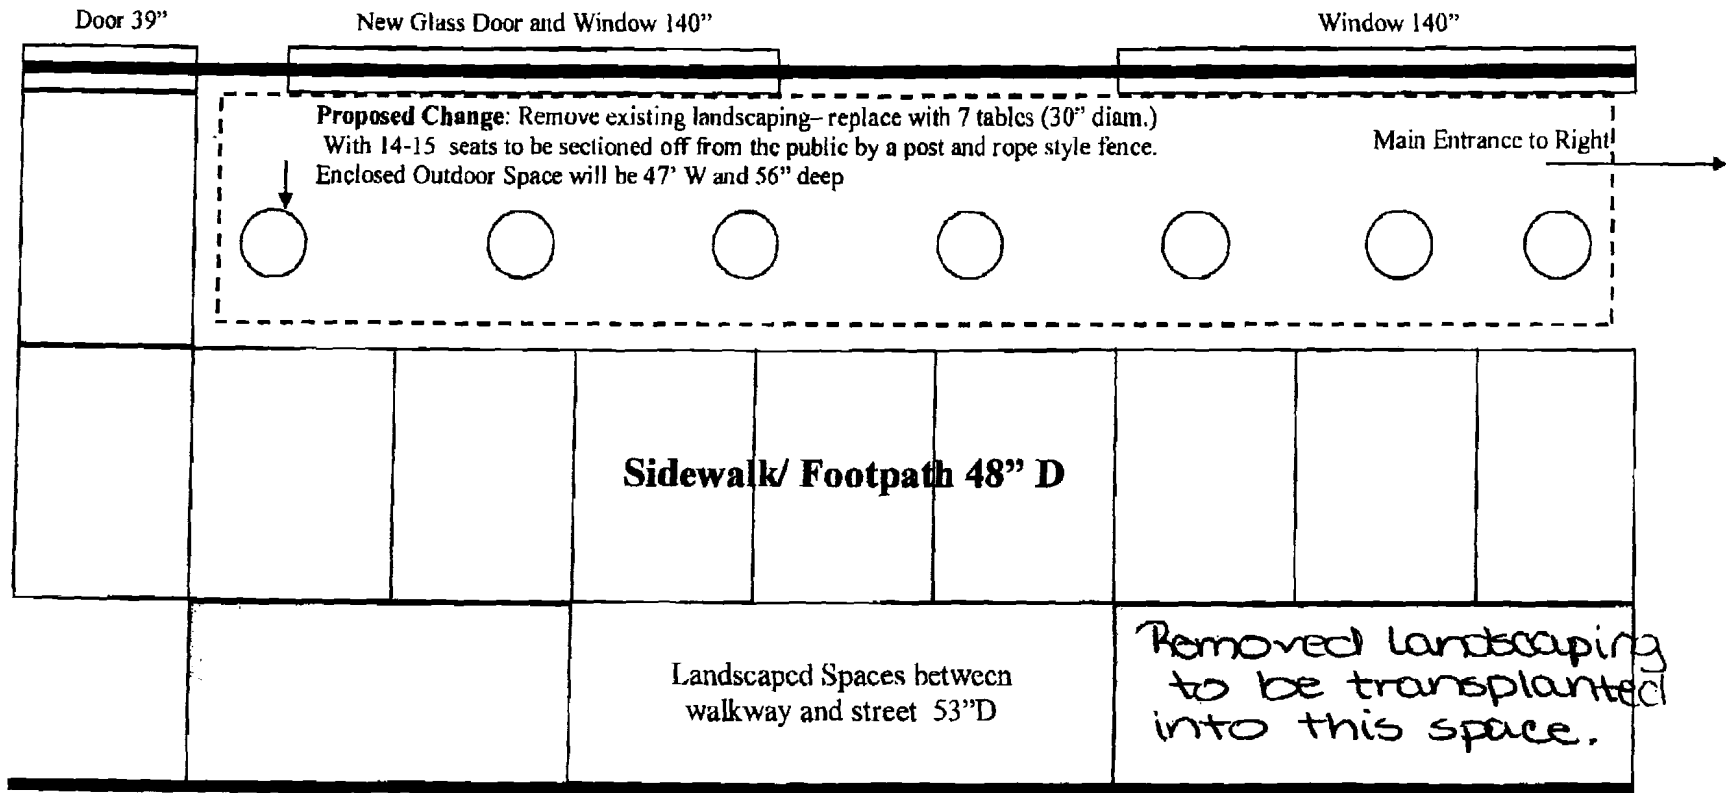 Door 39”
New Glass Door and Window 140”
Window 140”
Proposed Change: Remove existing landscaping– replace with 7 tables (30” diam.)
With 14-15 seats to be sectioned off from the public by a post and rope style fence.
Enclosed Outdoor Space will be 47’ W and 56” deep
Main Entrance to Right
Sidewalk/ Footpath 48” D
Landscaped Spaces between
walkway and street 53”D
Removed landscaping
to be transplanted
into this space.